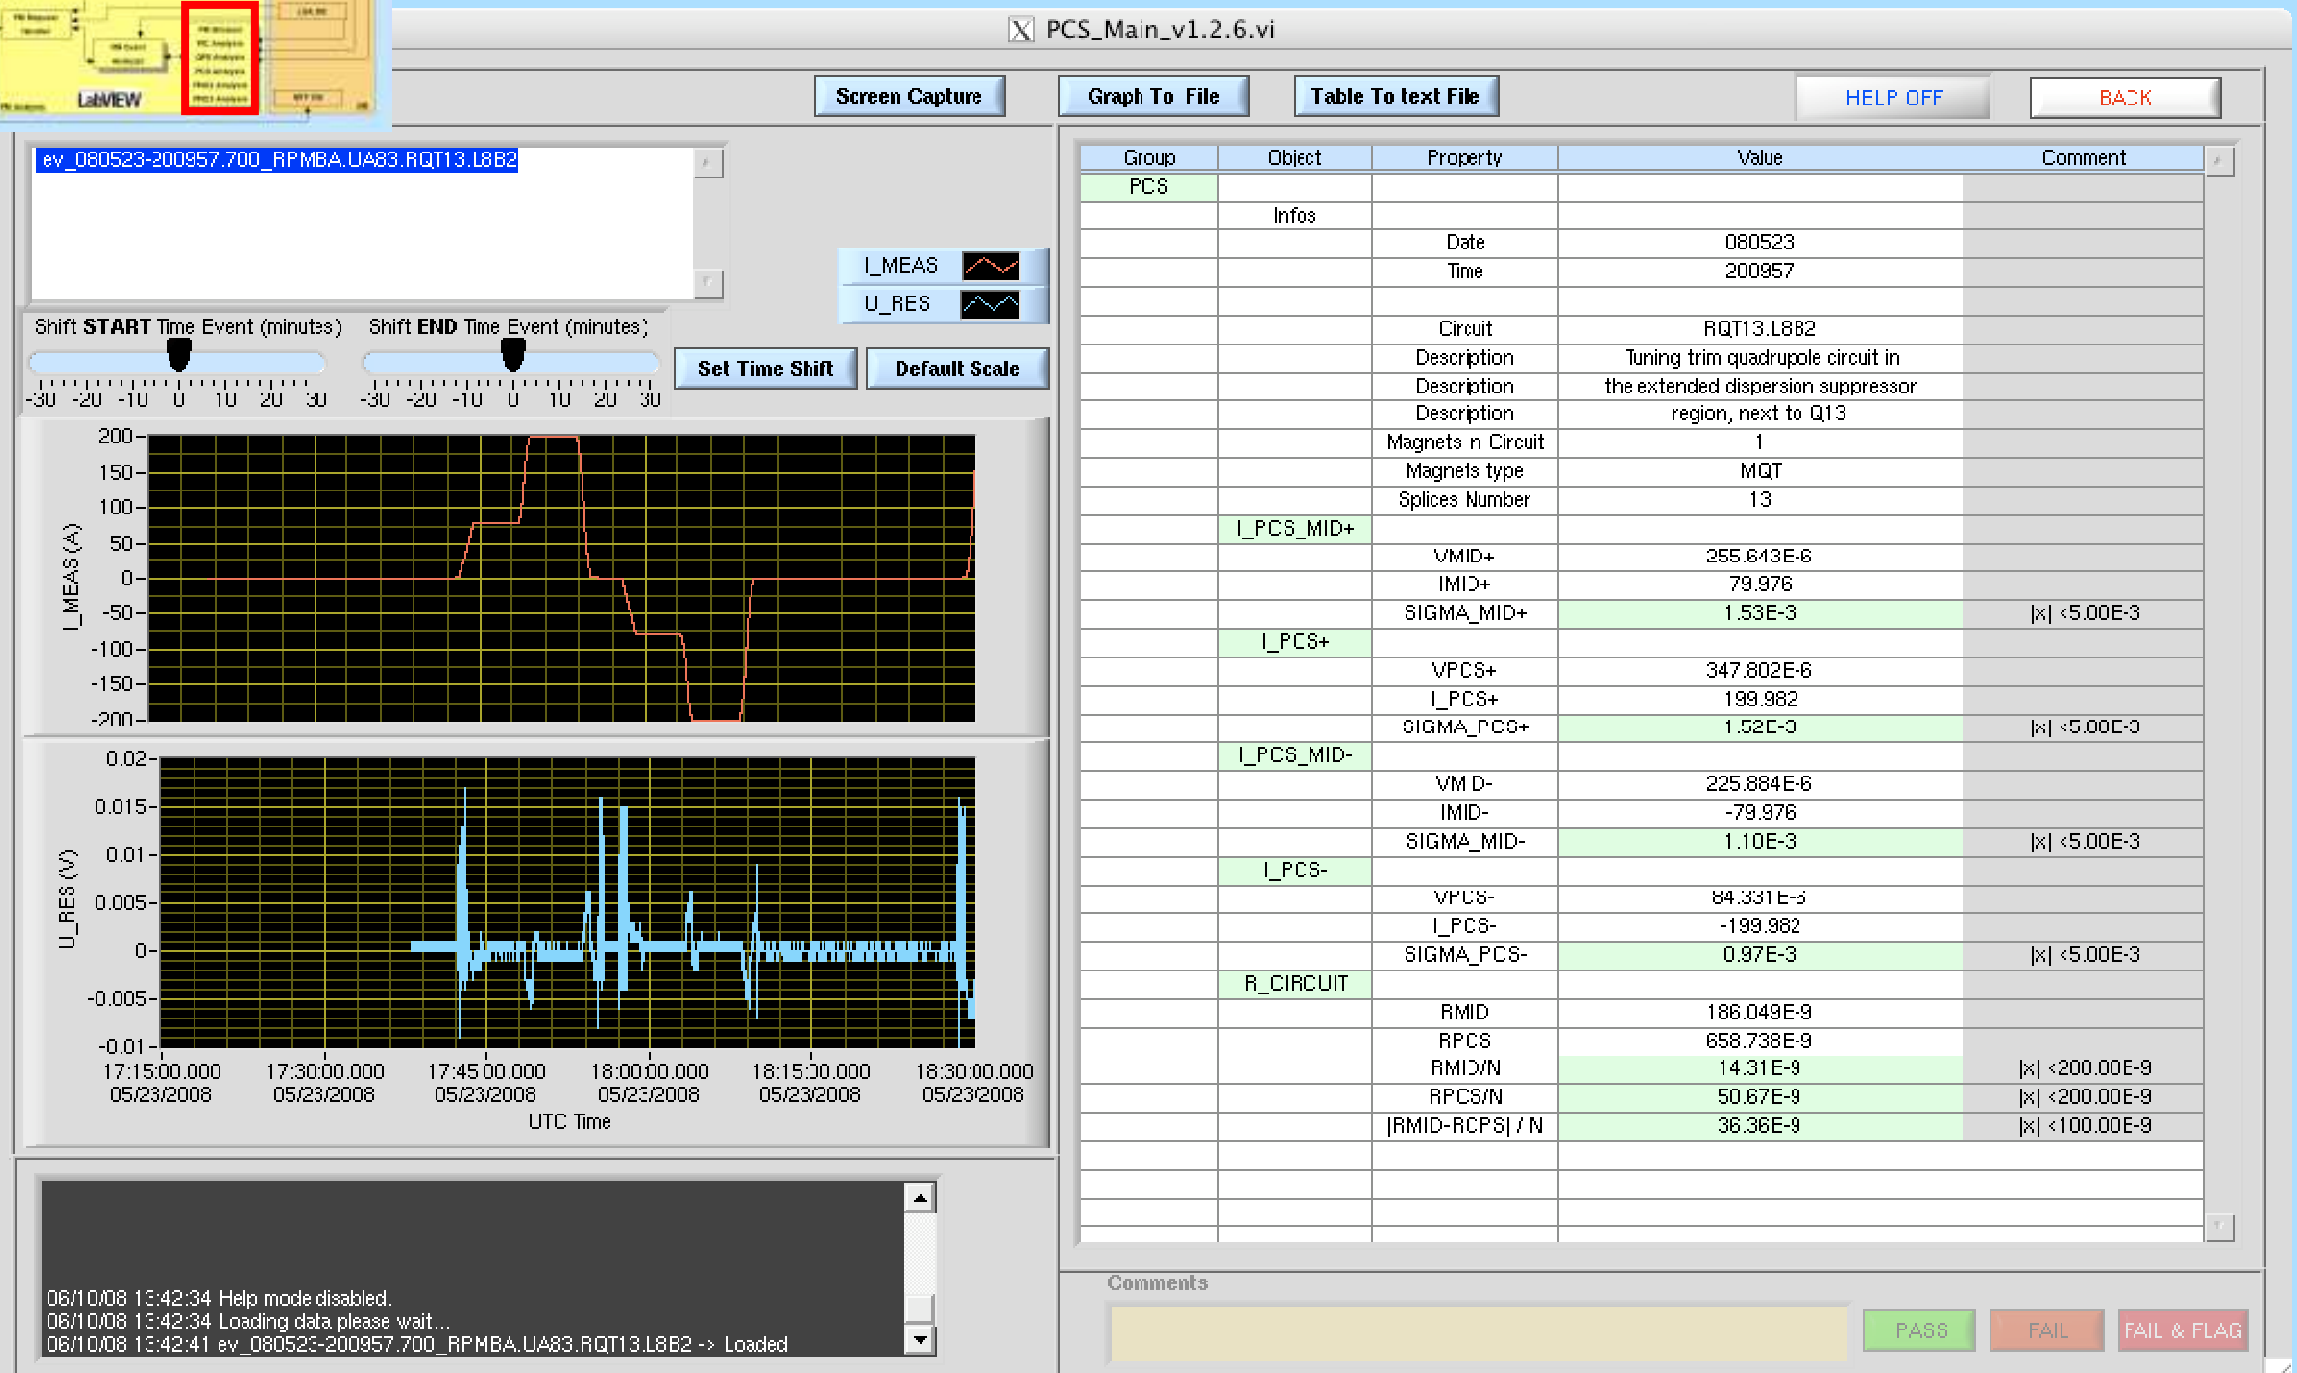 PCS_Main_v1.2.6.vi
LabVIEW
Screen Capture
Graph To File
Table To text File
HELP OFF
BACK
ev_080523-200957.700_RPMBA.UA83.RQT13.L8B2
I_MEAS
U_RES
Shift START Time Event (minutes)
Shift END Time Event (minutes)
-30 -20 -10 0 10 20 30
-30 -20 -10 0 10 20 30
Set Time Shift
Default Scale
I_MEAS (A)
200
150
100
50
0
-50
-100
-150
-200
U_RES (V)
0.02
0.015
0.01
0.005
0
-0.005
-0.01
17:15:00.000 17:30:00.000 17:45:00.000 18:00:00.000 18:15:00.000 18:30:00.000
05/23/2008 05/23/2008 05/23/2008 05/23/2008 05/23/2008 05/23/2008
UTC Time
06/10/08 13:42:34 Help mode disabled.
06/10/08 13:42:34 Loading data please wait...
06/10/08 13:42:41 ev_080523-200957.700_RPMBA.UA83.RQT13.L8B2 -> Loaded
Group Object Property Value Comment
PCS
Infos
Date 080523
Time 200957
Circuit RQT13.L8B2
Description Tuning trim quadrupole circuit in
Description the extended dispersion suppressor
Description region, next to Q13
Magnets in Circuit 1
Magnets type MQT
Splices Number 13
I_PCS_MID+
VMID+ 255.643E-6
IMID+ 79.976
SIGMA_MID+ 1.53E-3 |x| <5.00E-3
I_PCS+
VPCS+ 347.802E-6
I_PCS+ 199.982
SIGMA_PCS+ 1.52E-3 |x| <5.00E-3
I_PCS_MID-
VMID- 225.884E-6
IMID- -79.976
SIGMA_MID- 1.10E-3 |x| <5.00E-3
I_PCS-
VPCS- 84.331E-6
I_PCS- -199.982
SIGMA_PCS- 0.97E-3 |x| <5.00E-3
R_CIRCUIT
RMID 186.049E-9
RPCS 658.738E-9
RMID/N 14.31E-9 |x| <200.00E-9
RPCS/N 50.67E-9 |x| <200.00E-9
|RMID-RCPS| / N 36.36E-9 |x| <100.00E-9
Comments
PASS
FAIL
FAIL & FLAG